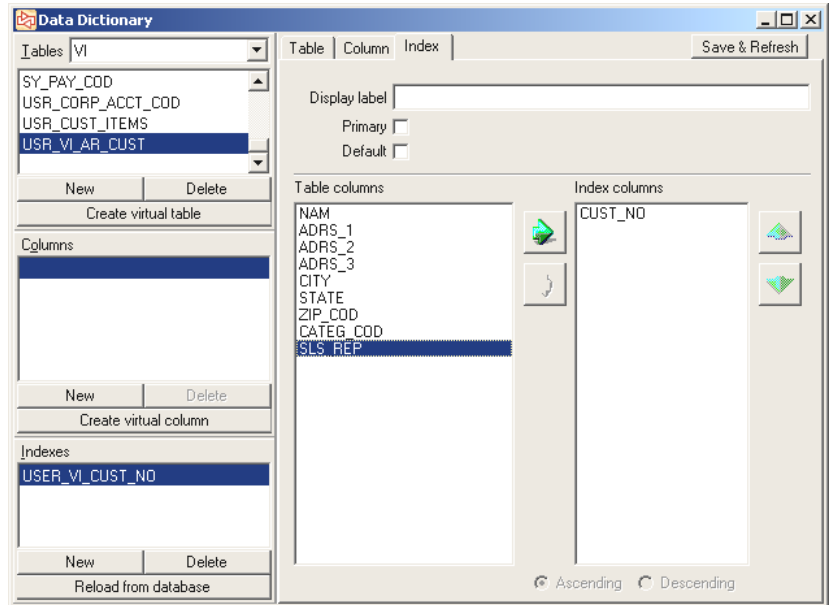 Data Dictionary
Tables VI
SY_PAY_COD
USR_CORP_ACCT_COD
USR_CUST_ITEMS
USR_VI_AR_CUST
New Delete
Create virtual table
Columns
New Delete
Create virtual column
Indexes
USER_VI_CUST_NO
New Delete
Reload from database
Table Column Index Save & Refresh
Display label
Primary
Default
Table columns Index columns
NAM CUST_NO
ADRS_1
ADRS_2
ADRS_3
CITY
STATE
ZIP_COD
CATEG_COD
SLS_REP
Ascending Descending